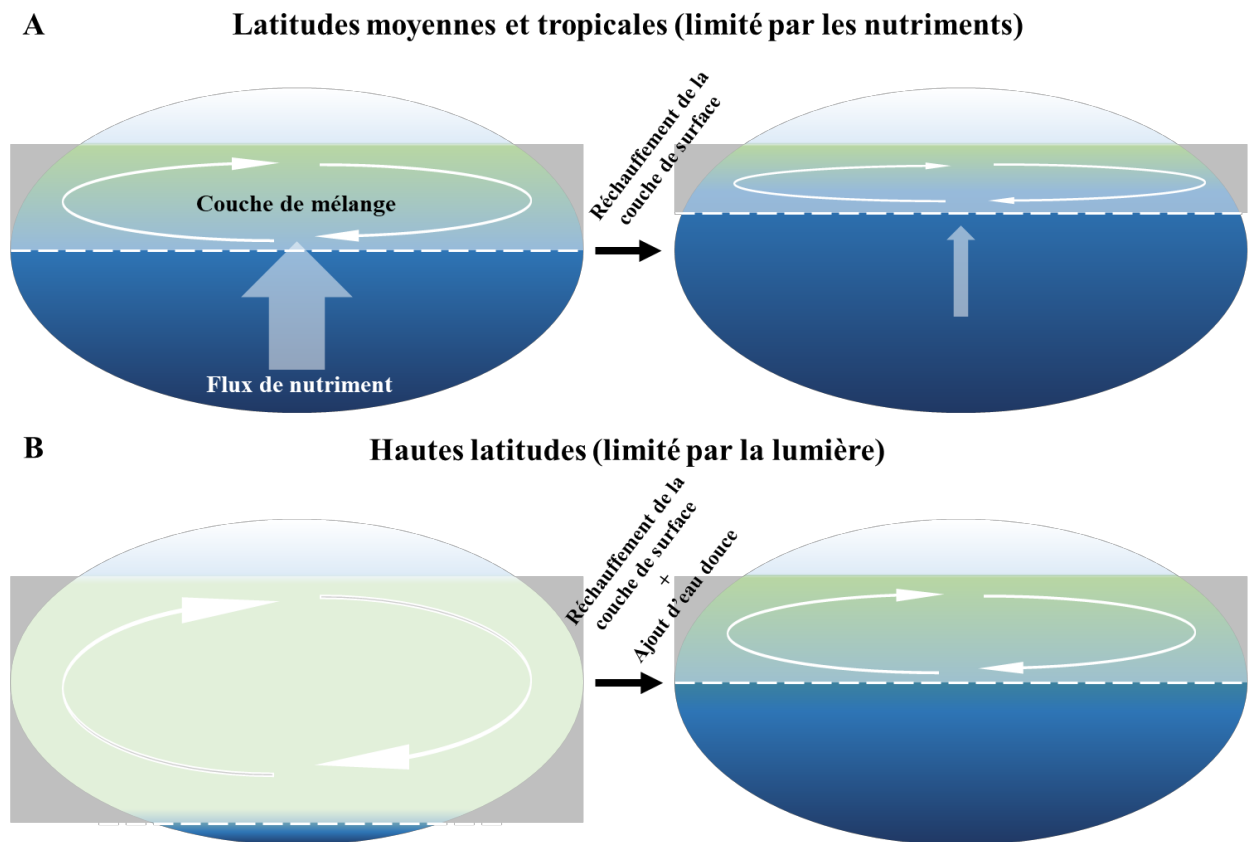 A
Latitudes moyennes et tropicales (limité par les nutriments)
Réchauffement de la
couche de surface
Couche de mélange
Flux de nutriment
B
Hautes latitudes (limité par la lumière)
Réchauffement de la
couche de surface
+
Ajout d’eau douce